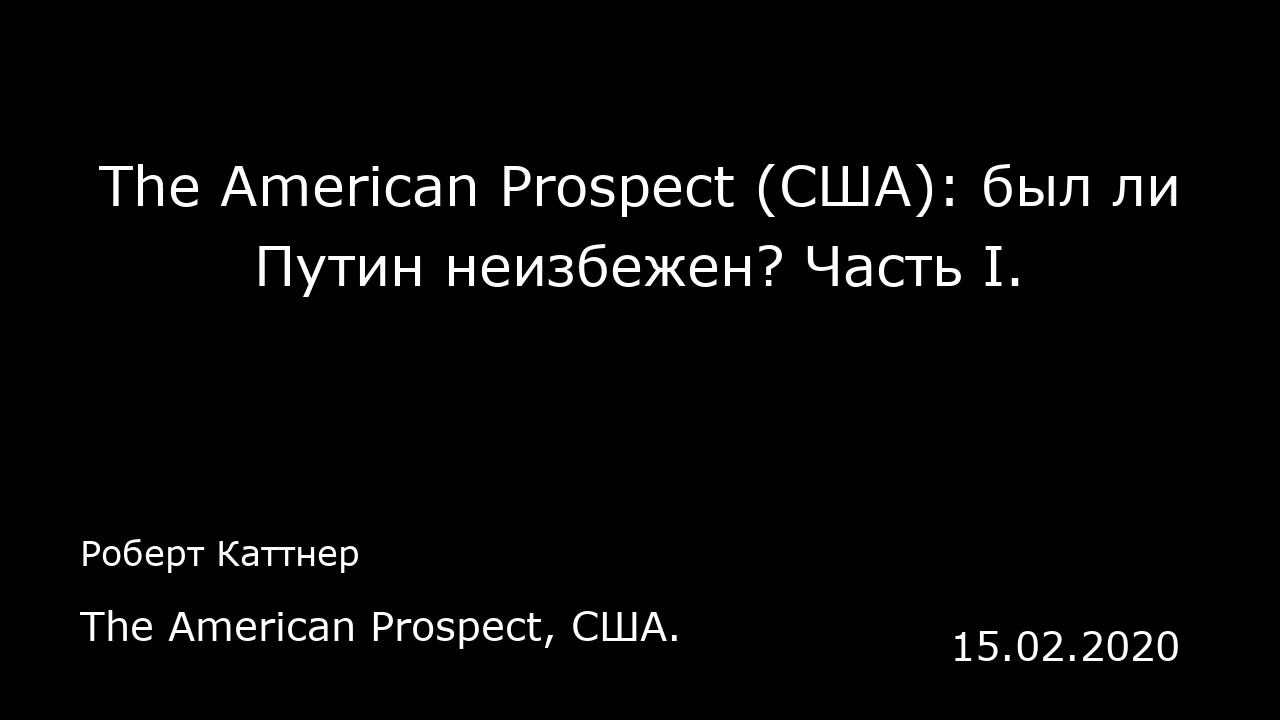 The American Prospect (США): был ли
Путин неизбежен? Часть I.
Роберт Каттнер
The American Prospect, США.
15.02.2020